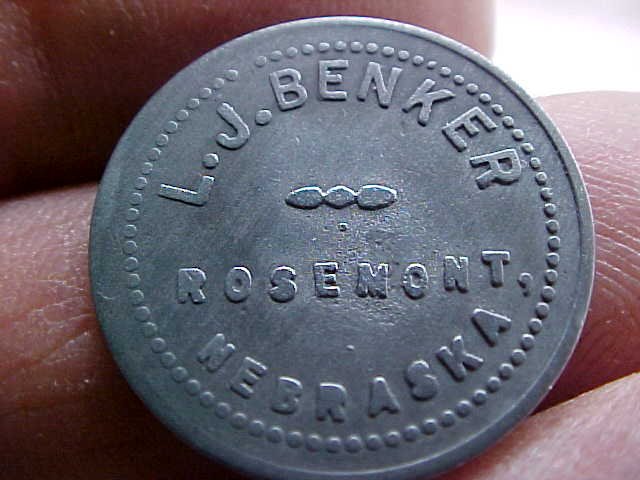 L.J. BENKER
ROSEMONT,
NEBRASKA